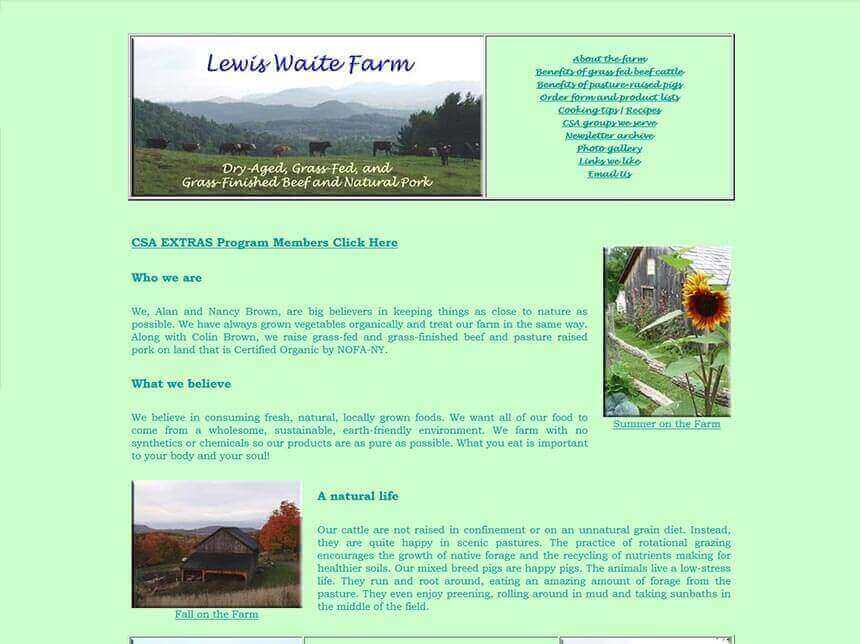 Lewis Waite Farm
Dry-Aged, Grass-Fed, and
Grass-Finished Beef and Natural Pork
About the farm
Benefits of grass fed beef cattle
Benefits of pasture-raised pigs
Order form and product lists
Cooking tips | Recipes
CSA groups we serve
Newsletter archive
Photo gallery
Links we like
Email Us
CSA EXTRAS Program Members Click Here
Who we are
We, Alan and Nancy Brown, are big believers in keeping things as close to nature as
possible. We have always grown vegetables organically and treat our farm in the same way.
Along with Colin Brown, we raise grass-fed and grass-finished beef and pasture raised
pork on land that is Certified Organic by NOFA-NY.
What we believe
We believe in consuming fresh, natural, locally grown foods. We want all of our food to
come from a wholesome, sustainable, earth-friendly environment. We farm with no
synthetics or chemicals so our products are as pure as possible. What you eat is important
to your body and your soul!
Summer on the Farm
A natural life
Our cattle are not raised in confinement or on an unnatural grain diet. Instead,
they are quite happy in scenic pastures. The practice of rotational grazing
encourages the growth of native forage and the recycling of nutrients making for
healthier soils. Our mixed breed pigs are happy pigs. The animals live a low-stress
life. They run and root around, eating an amazing amount of forage from the
pasture. They even enjoy preening, rolling around in mud and taking sunbaths in
the middle of the field.
Fall on the Farm